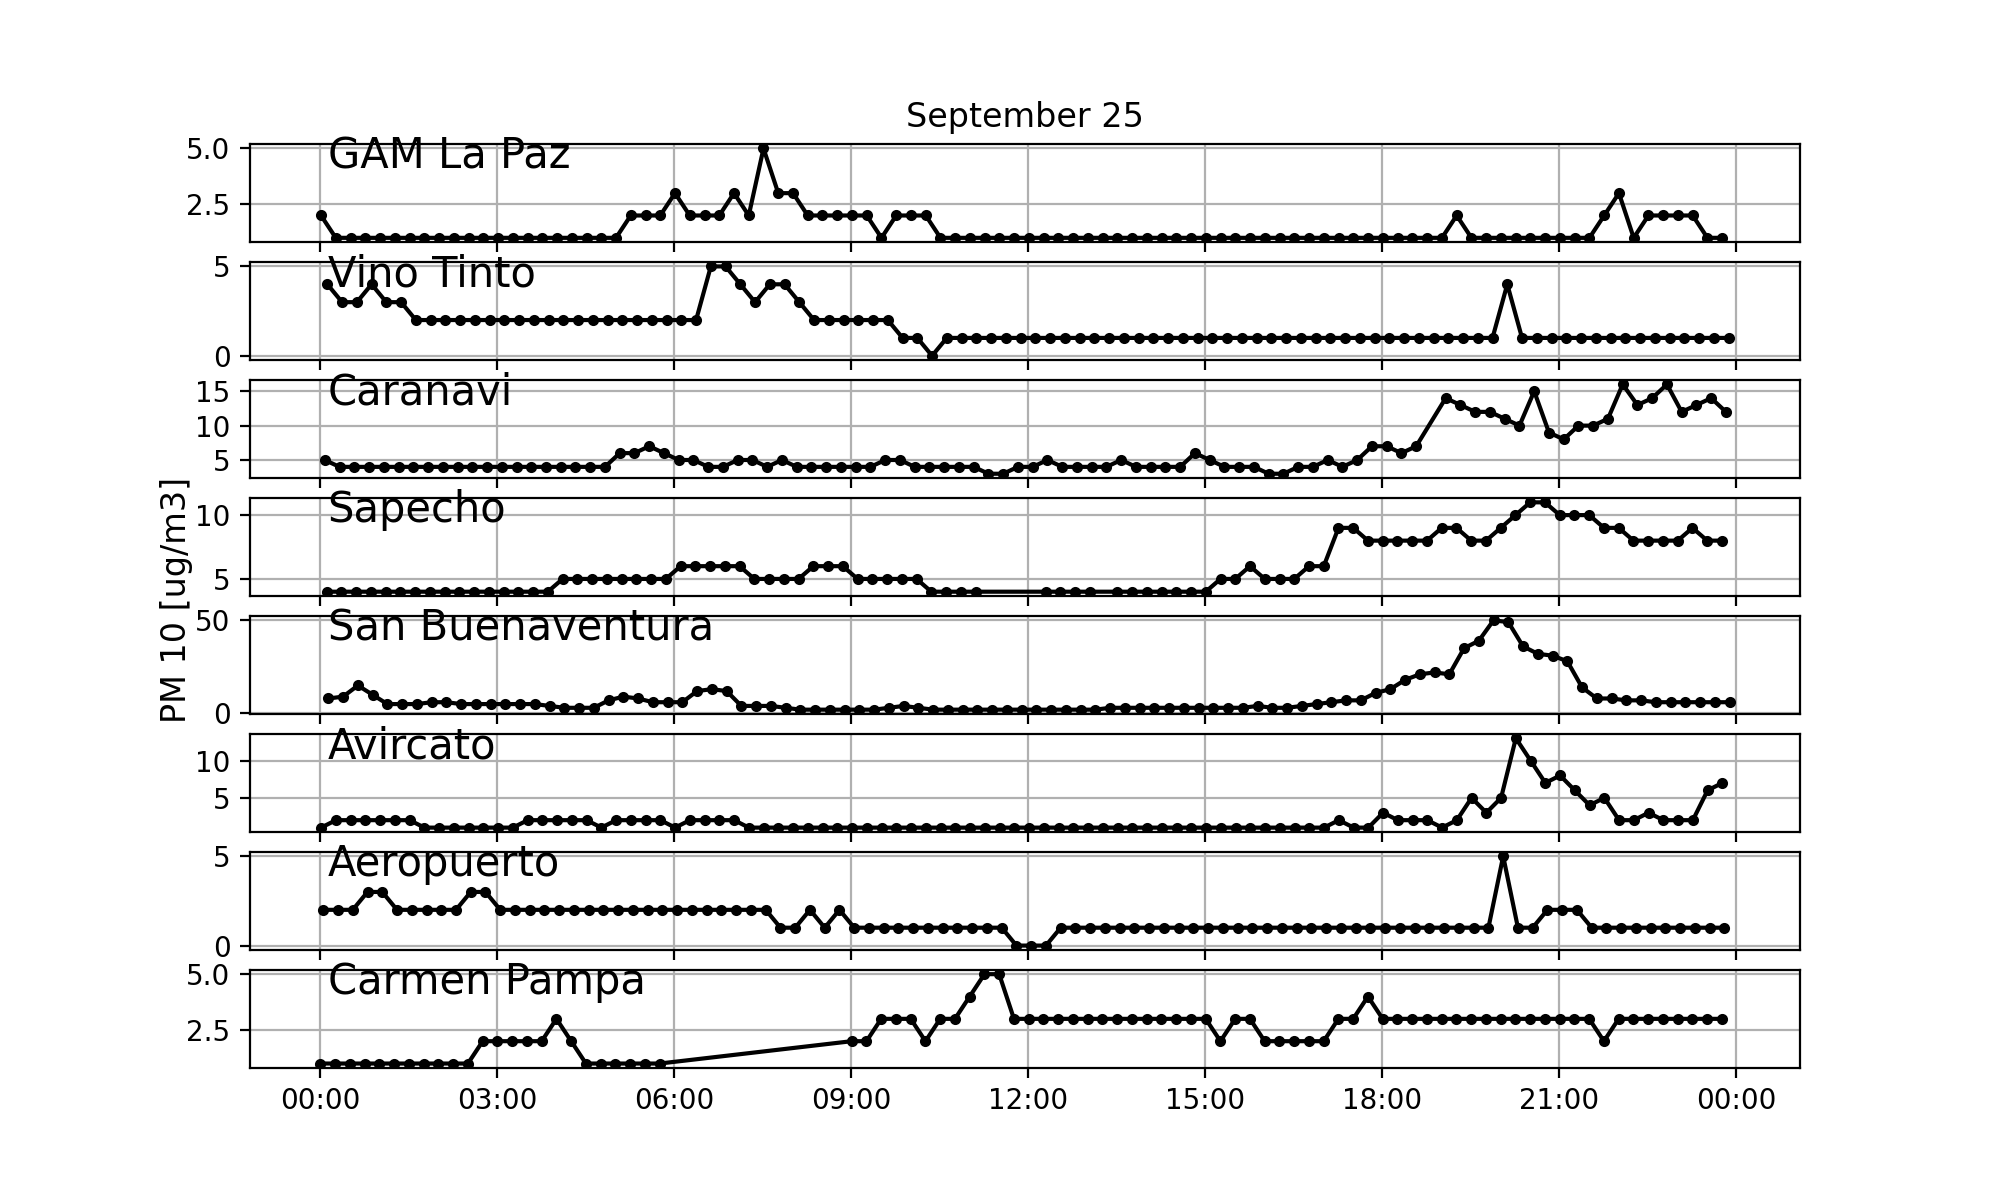 September 25
PM 10 [ug/m3]
GAM La Paz
5.0
2.5
Vino Tinto
5
0
Caranavi
15
10
5
Sapecho
10
5
San Buenaventura
50
0
Avircato
10
5
Aeropuerto
5
0
Carmen Pampa
5.0
2.5
00:00 03:00 06:00 09:00 12:00 15:00 18:00 21:00 00:00